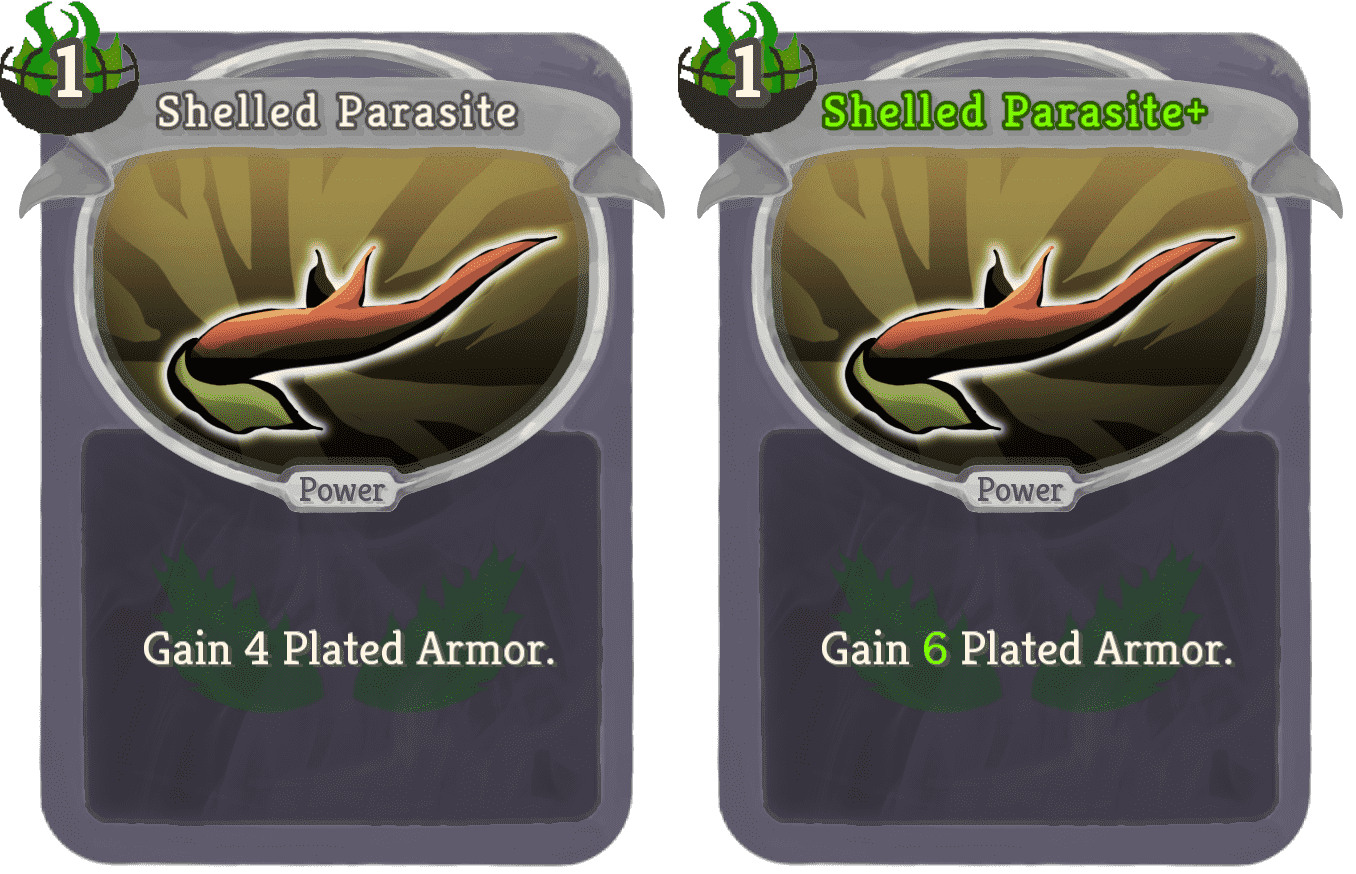 1
Shelled Parasite
Power
Gain 4 Plated Armor.
1
Shelled Parasite+
Power
Gain 6 Plated Armor.